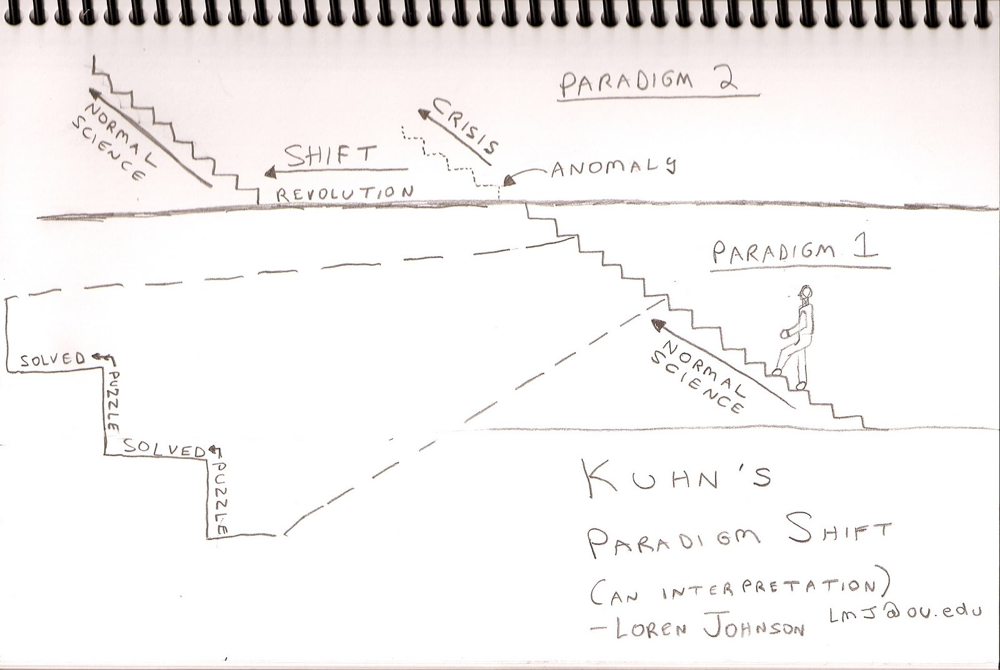 PARADIGM 2
CRISIS
NORMAL
SCIENCE
SHIFT
ANOMALY
REVOLUTION
PARADIGM 1
SOLVED
PUZZLE
NORMAL
SCIENCE
SOLVED
PUZZLE
KUHN'S
PARADIGM SHIFT
(AN INTERPRETATION)
- LOREN JOHNSON LMJ@OU.edu